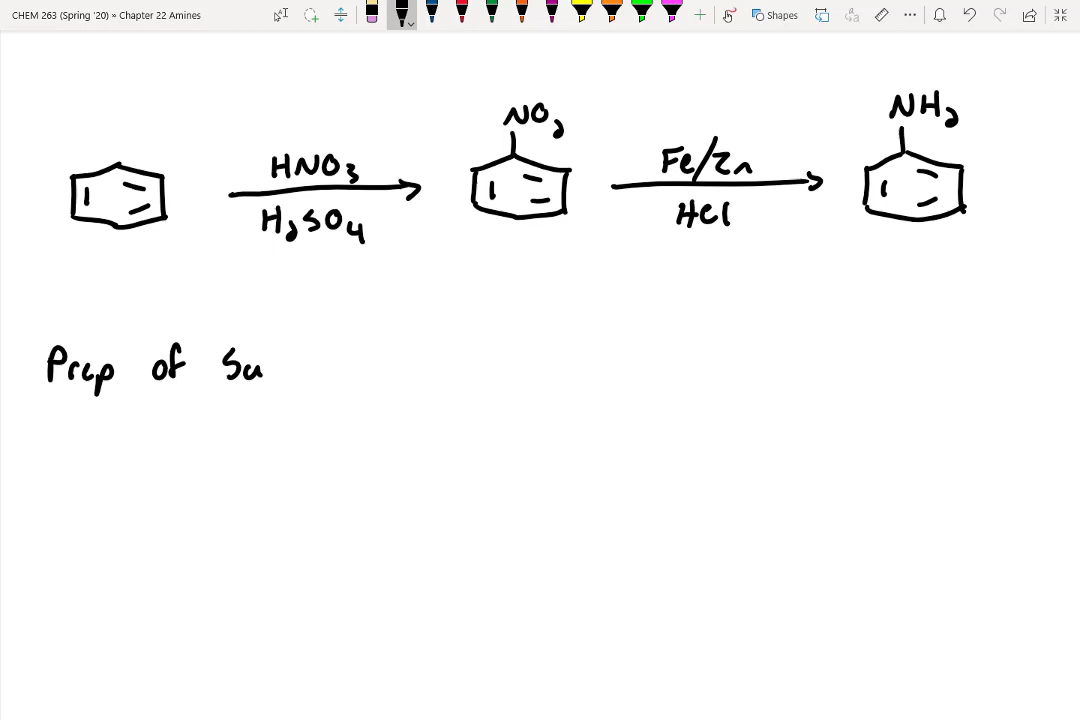 CHEM 263 (Spring '20) » Chapter 22 Amines
Shapes
NO2
NH2
HNO3
H2SO4
Fe/Zn
HCl
Prep of Su